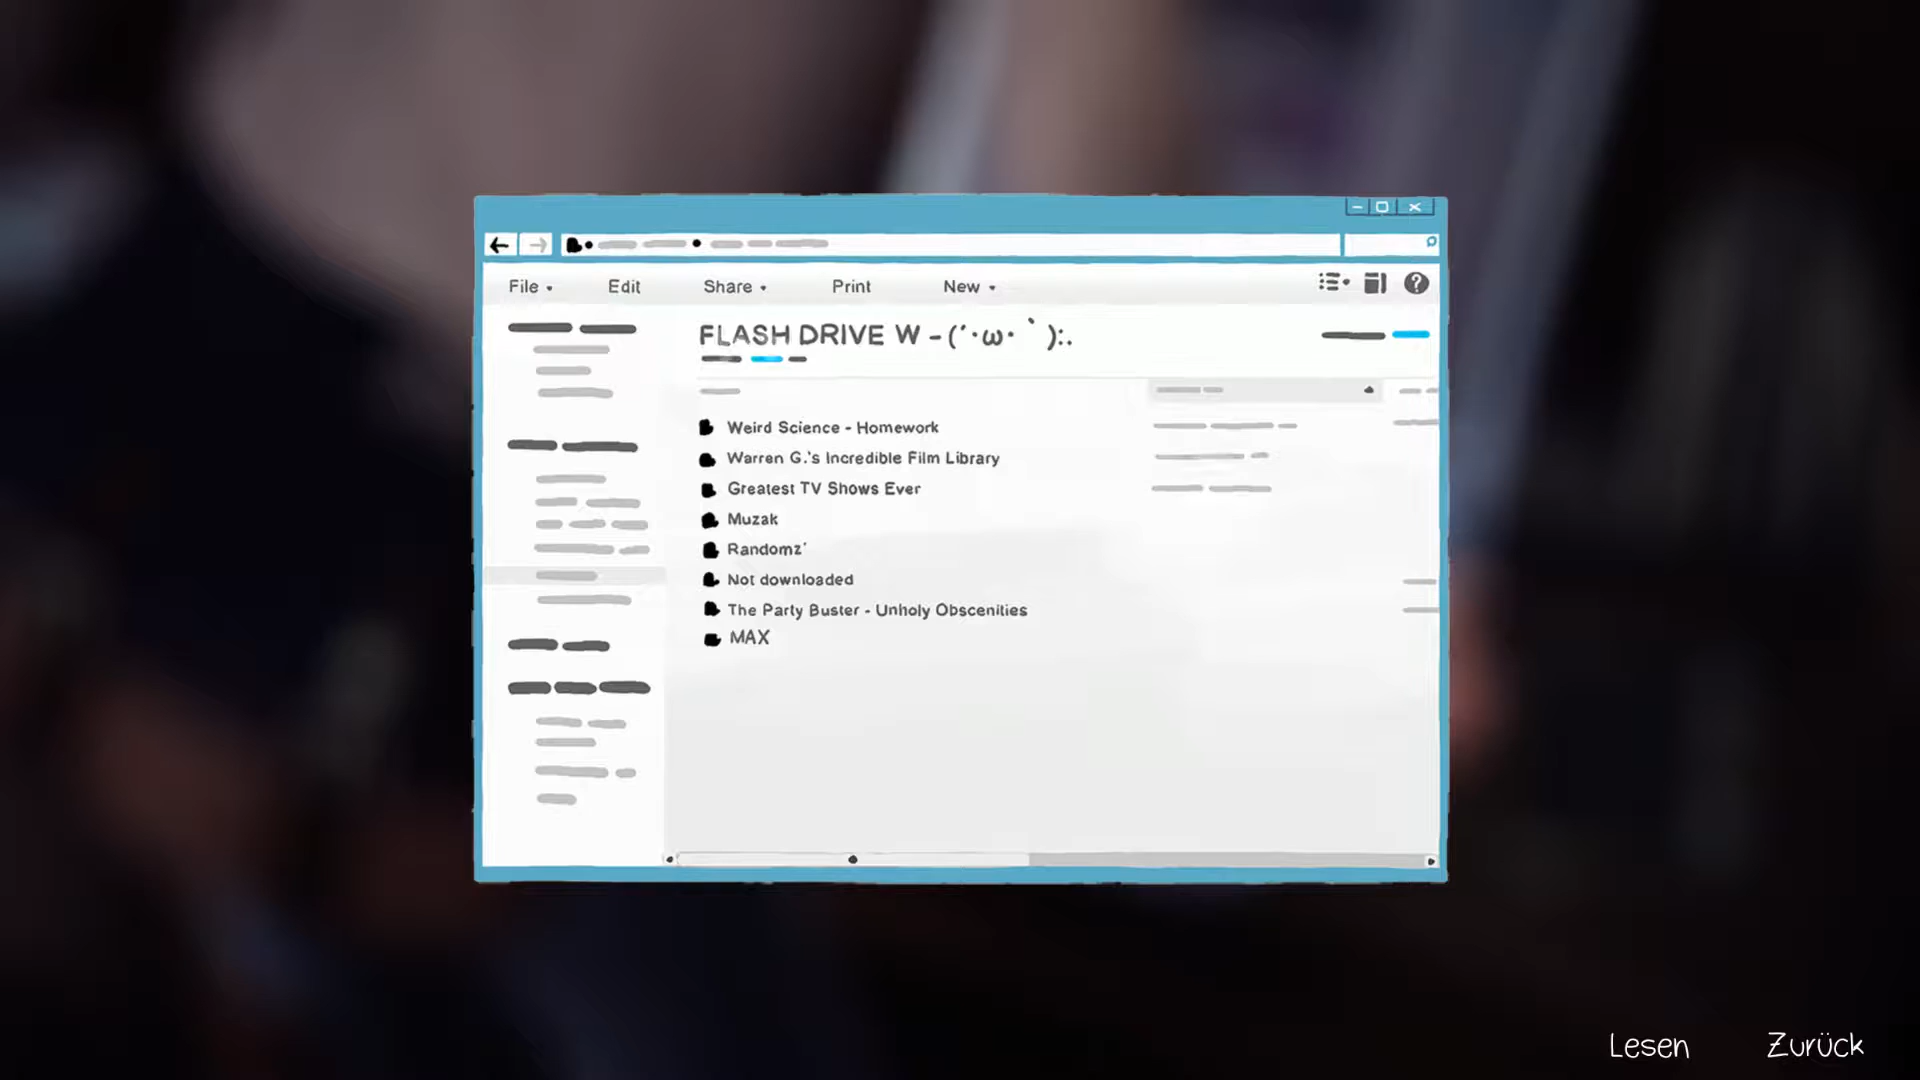 File Edit Share Print New
FLASH DRIVE W -(´·ω·`):.
Weird Science - Homework
Warren G.'s Incredible Film Library
Greatest TV Shows Ever
Muzak
Randomz'
Not downloaded
The Party Buster - Unholy Obscenities
MAX
Lesen Zurück